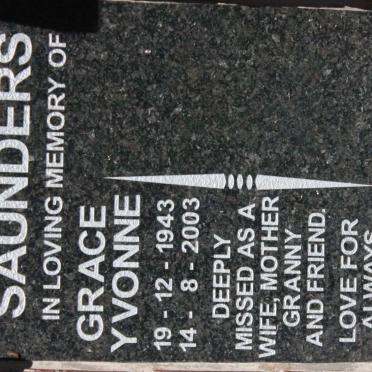 SAUNDERS
IN LOVING MEMORY OF
GRACE
YVONNE
19 - 12 - 1943
14 - 8 - 2003
DEEPLY
MISSED AS A
WIFE, MOTHER
GRANNY
AND FRIEND.
LOVE FOR
ALWAYS